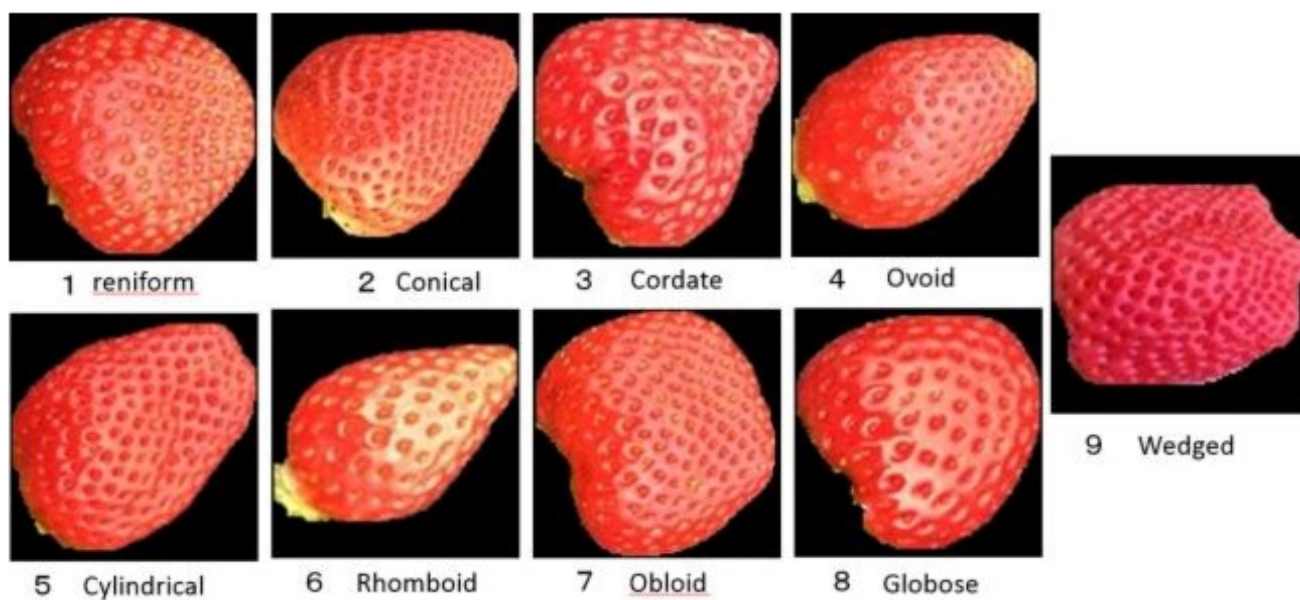 1 reniform
2 Conical
3 Cordate
4 Ovoid
9 Wedged
5 Cylindrical
6 Rhomboid
7 Obloid
8 Globose